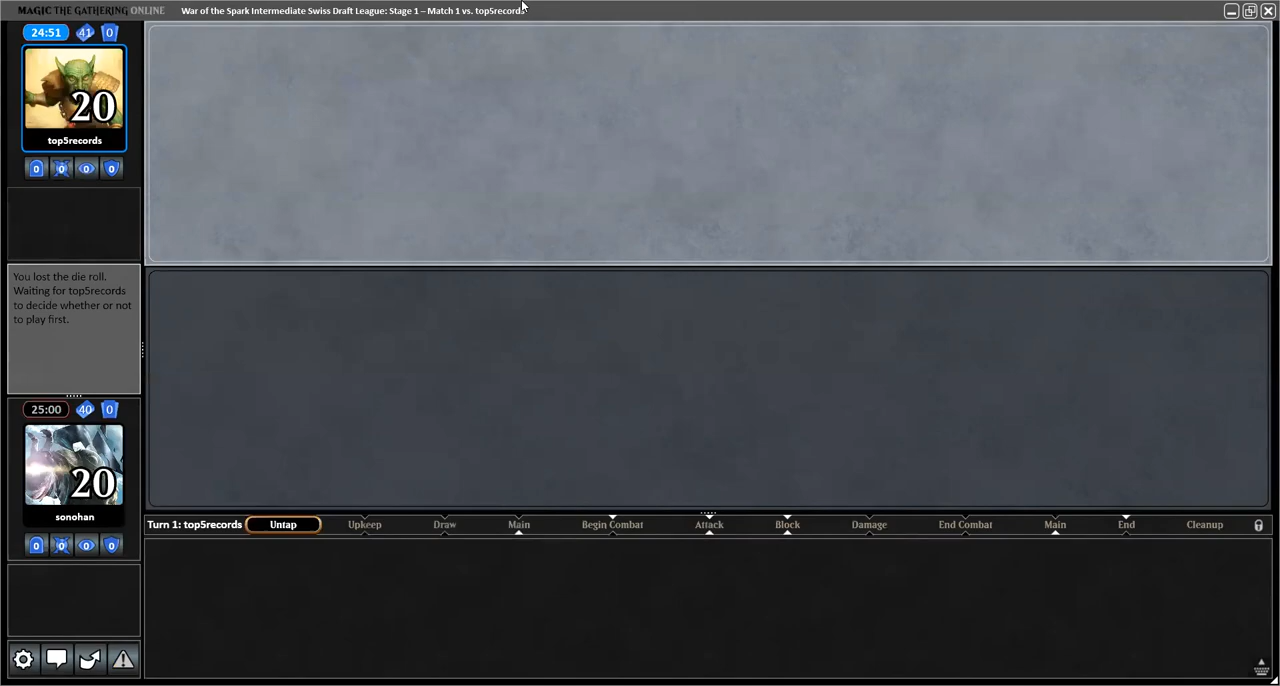 MAGIC THE GATHERING ONLINE War of the Spark Intermediate Swiss Draft League: Stage 1 – Match 1 vs. top5records
24:51 41 0
20
top5records
0 0 0 0
You lost the die roll.
Waiting for top5records
to decide whether or not
to play first.
25:00 40 0
20
sonohan
0 0 0 0
Turn 1: top5records Untap Upkeep Draw Main Begin Combat Attack Block Damage End Combat Main End Cleanup